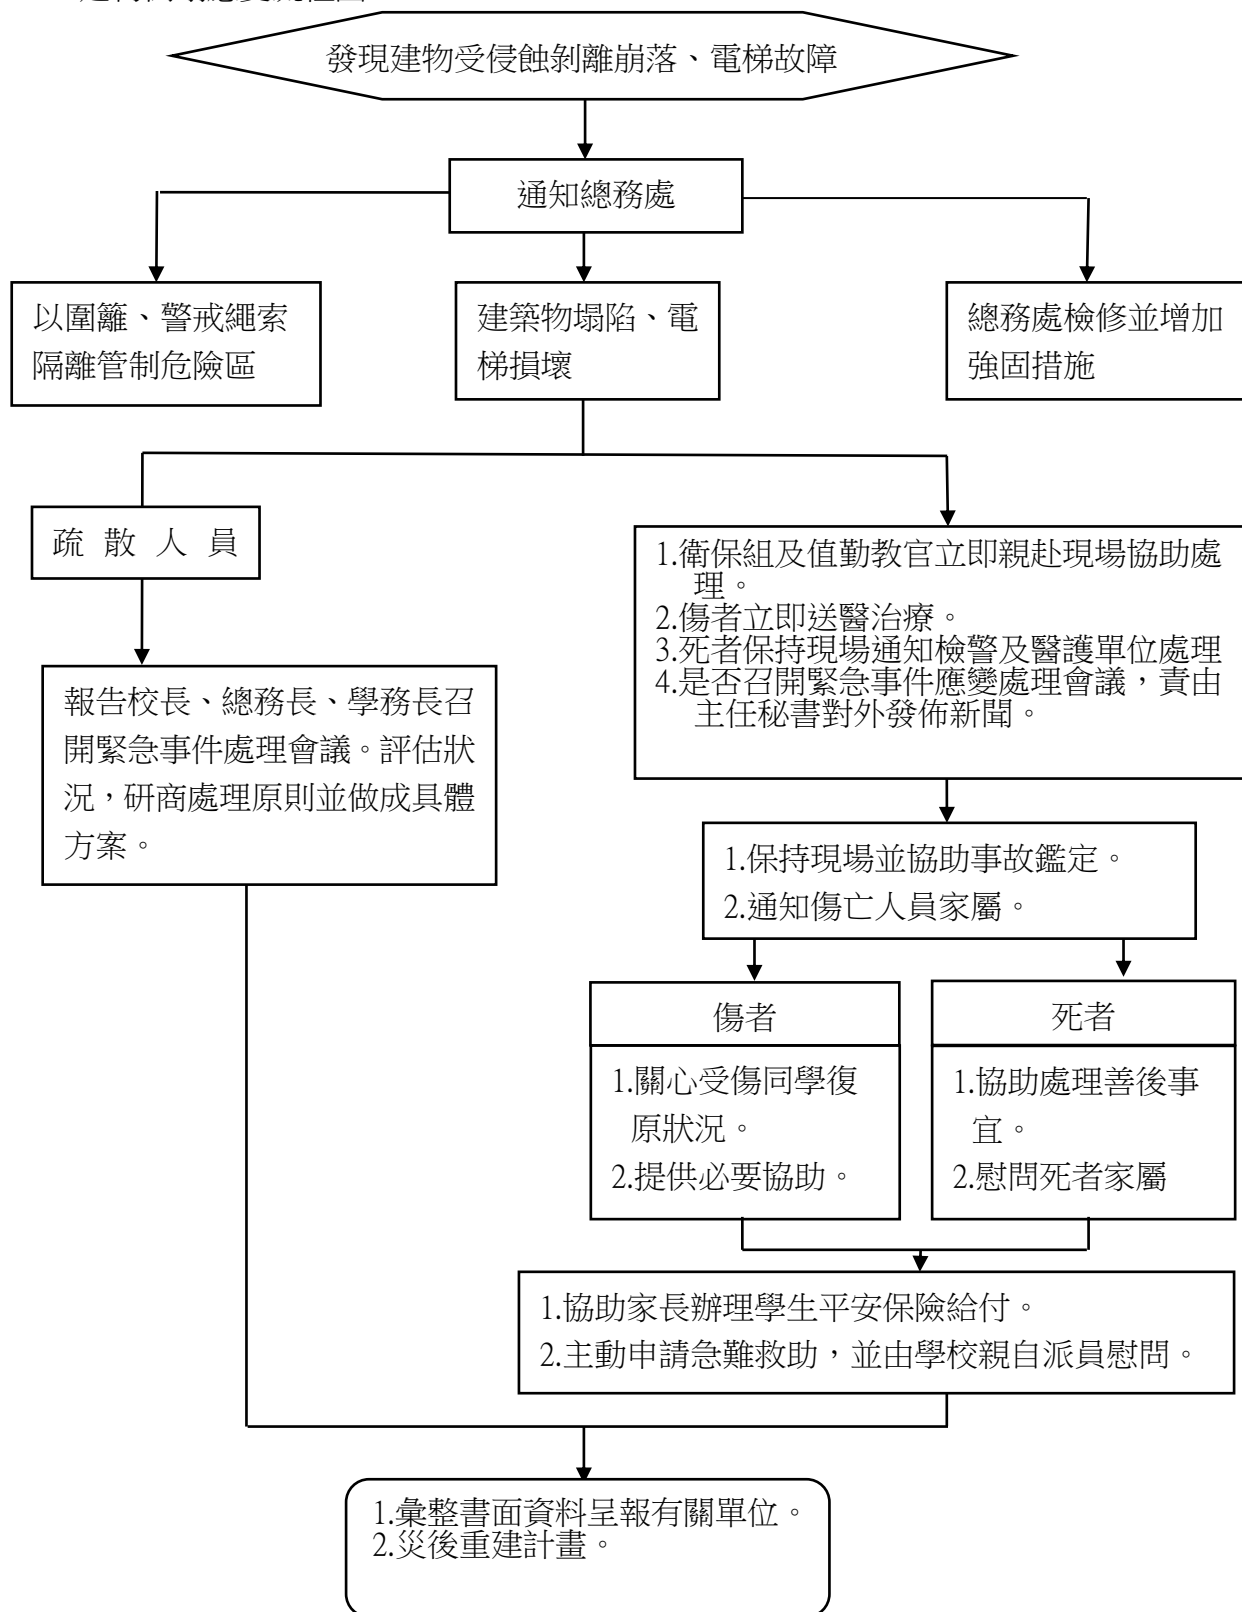 發現建物受侵蝕剝離崩落、電梯故障
通知總務處
以圍籬、警戒繩索
隔離管制危險區
建築物塌陷、電
梯損壞
總務處檢修並增加
強固措施
疏散人員
1.衛保組及值勤教官立即親赴現場協助處
理。
2.傷者立即送醫治療。
3.死者保持現場通知檢警及醫護單位處理
4.是否召開緊急事件應變處理會議，責由
主任秘書對外發佈新聞。
報告校長、總務長、學務長召
開緊急事件處理會議。評估狀
況，研商處理原則並做成具體
方案。
1.保持現場並協助事故鑑定。
2.通知傷亡人員家屬。
傷者
1.關心受傷同學復
原狀況。
2.提供必要協助。
死者
1.協助處理善後事
宜。
2.慰問死者家屬
1.協助家長辦理學生平安保險給付。
2.主動申請急難救助，並由學校親自派員慰問。
1.彙整書面資料呈報有關單位。
2.災後重建計畫。